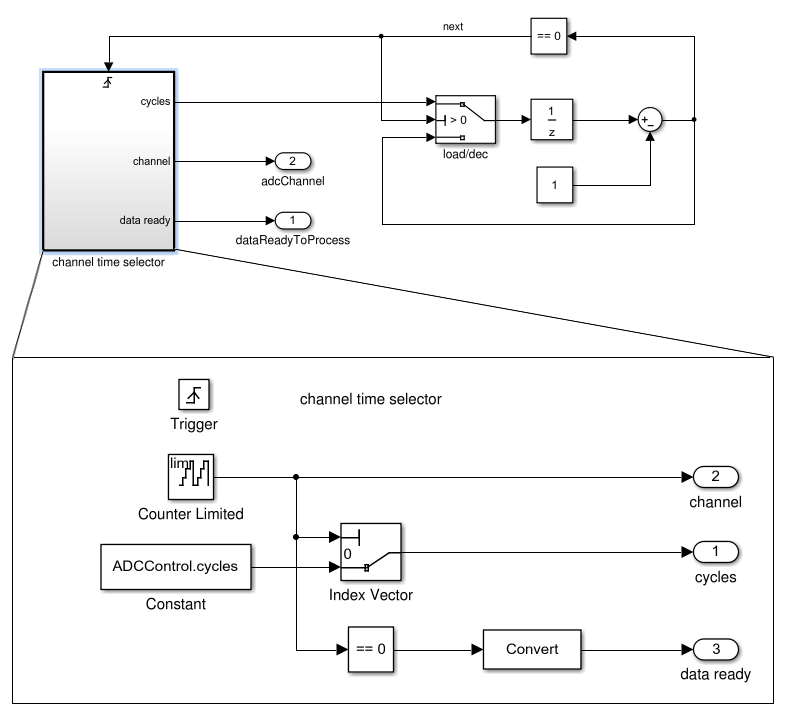 next
== 0
cycles
> 0
1
z
+
−
load/dec
channel
2
adcChannel
1
data ready
1
dataReadyToProcess
channel time selector
Trigger
channel time selector
lim
Counter Limited
2
channel
ADCControl.cycles
Constant
0
Index Vector
1
cycles
== 0
Convert
3
data ready